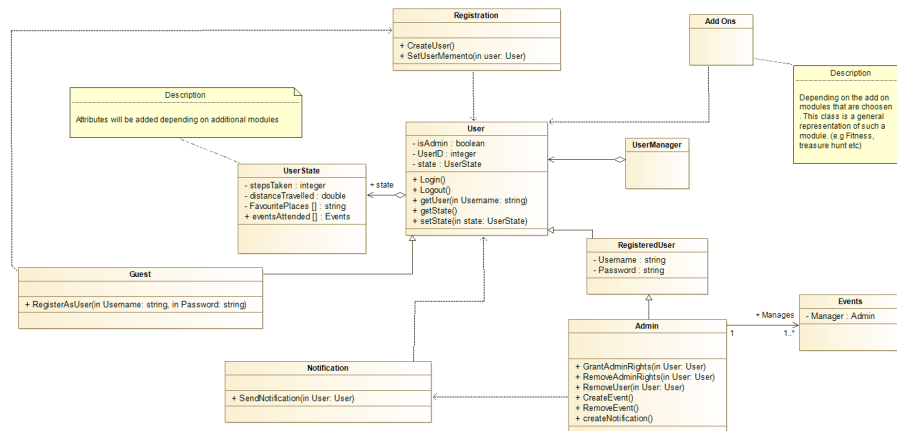 Registration
+ CreateUser()
+ SetUserMemento(in user: User)
Add Ons
Description
Depending on the add on
modules that are choosen
. This class is a general
representation of such a
module. (e.g Fitness,
treasure hunt etc)
Description
Attributes will be added depending on additional modules
User
- isAdmin : boolean
- UserID : integer
- state : UserState
+ Login()
+ Logout()
+ getUser(in Username: string)
+ getState()
+ setState(in state: UserState)
UserManager
UserState
- stepsTaken : integer
- distanceTravelled : double
- FavouritePlaces [] : string
+ eventsAttended [] : Events
+ state
RegisteredUser
- Username : string
- Password : string
Guest
+ RegisterAsUser(in Username: string, in Password: string)
Events
- Manager : Admin
+ Manages
1
1..*
Admin
+ GrantAdminRights(in User: User)
+ RemoveAdminRights(in User: User)
+ RemoveUser(in User: User)
+ CreateEvent()
+ RemoveEvent()
+ createNotification()
Notification
+ SendNotification(in User: User)